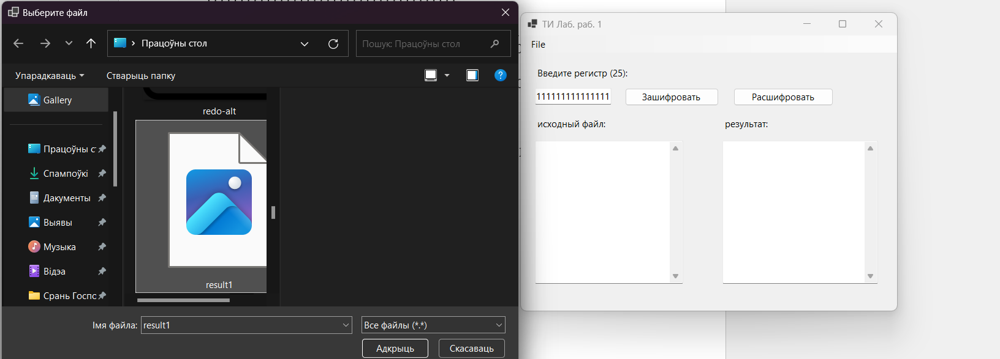 Выберите файл
Працоўны стол
Пошук: Працоўны стол
Упарадкаваць
Стварыць папку
Gallery
Працоўны ст
Спампоўкі
Дакументы
Выявы
Музыка
Відэа
Срань Госпо
redo-alt
result1
Імя файла:
result1
Все файлы (*.*)
Адкрыць
Скасаваць
ТИ Лаб. раб. 1
File
Введите регистр (25):
111111111111111
Зашифровать
Расшифровать
исходный файл:
результат: